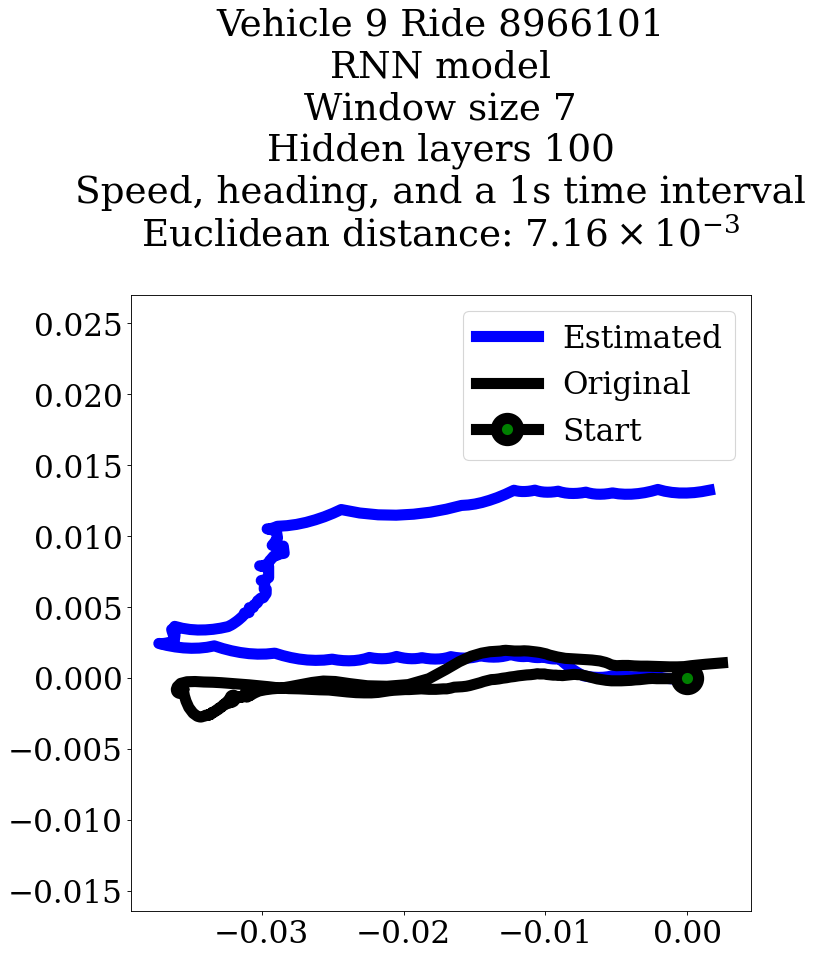 Vehicle 9 Ride 8966101
RNN model
Window size 7
Hidden layers 100
Speed, heading, and a 1s time interval
Euclidean distance: 7.16 × 10⁻³
Estimated
Original
Start
0.025
0.020
0.015
0.010
0.005
0.000
−0.005
−0.010
−0.015
−0.03 −0.02 −0.01 0.00